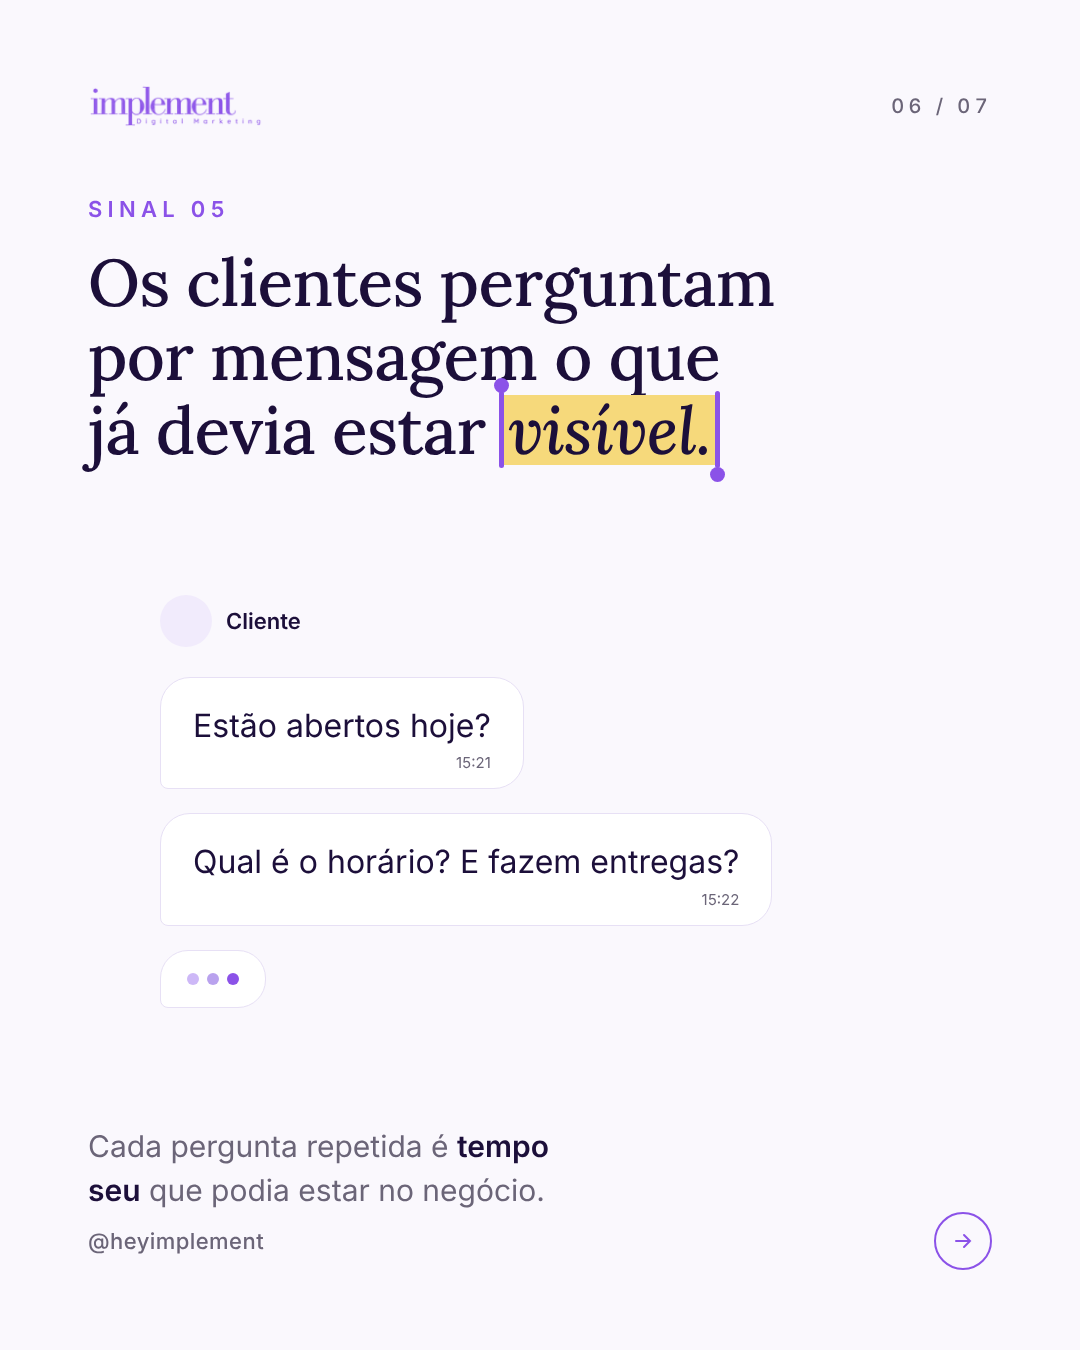 implement
Digital Marketing
06 / 07
SINAL 05
Os clientes perguntam
por mensagem o que
já devia estar visível.
Cliente
Estão abertos hoje?
15:21
Qual é o horário? E fazem entregas?
15:22
Cada pergunta repetida é tempo
seu que podia estar no negócio.
@heyimplement